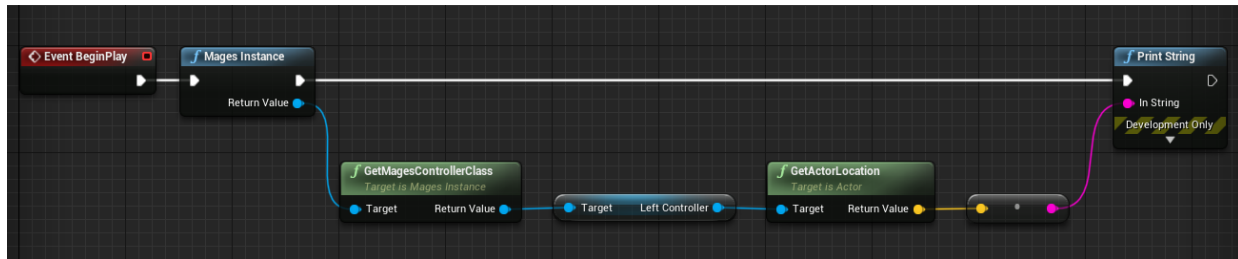 Event BeginPlay
f Mages Instance
Return Value
f Print String
In String
Development Only
f GetMagesControllerClass
Target is Mages Instance
Target
Return Value
Target
Left Controller
f GetActorLocation
Target is Actor
Target
Return Value